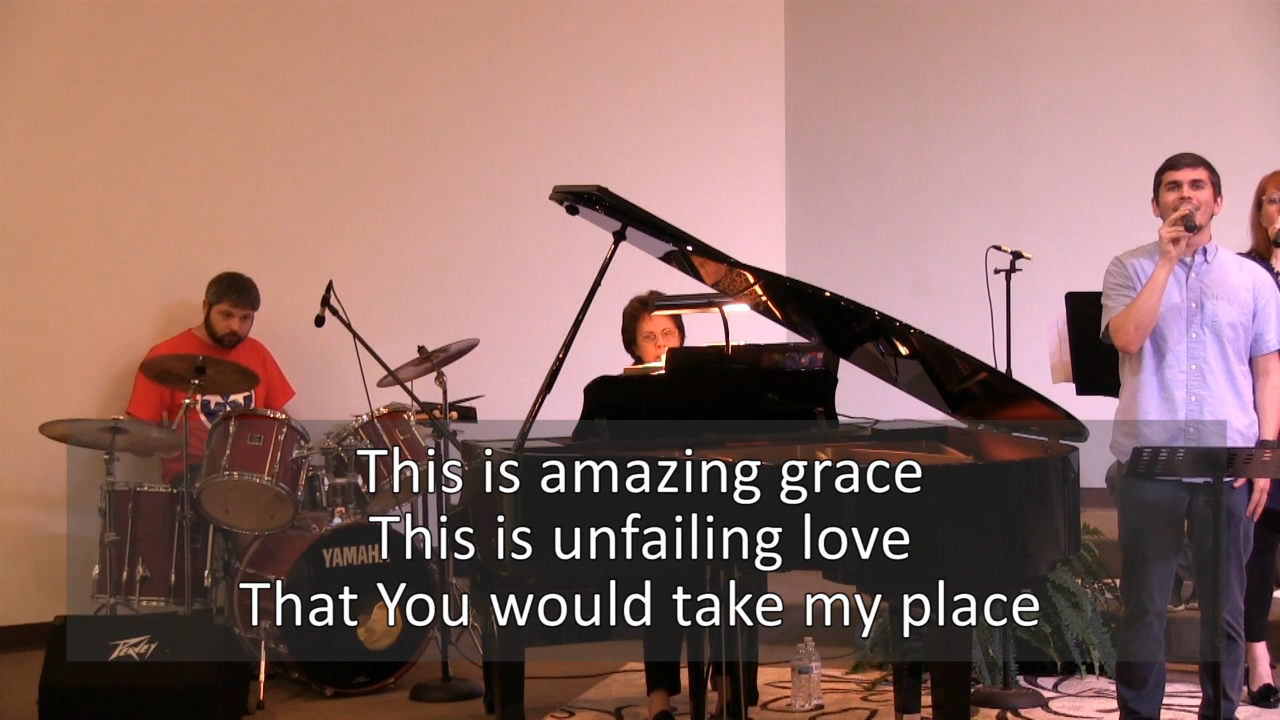 This is amazing grace
This is unfailing love
That You would take my place
YAMAHA
PEAVEY